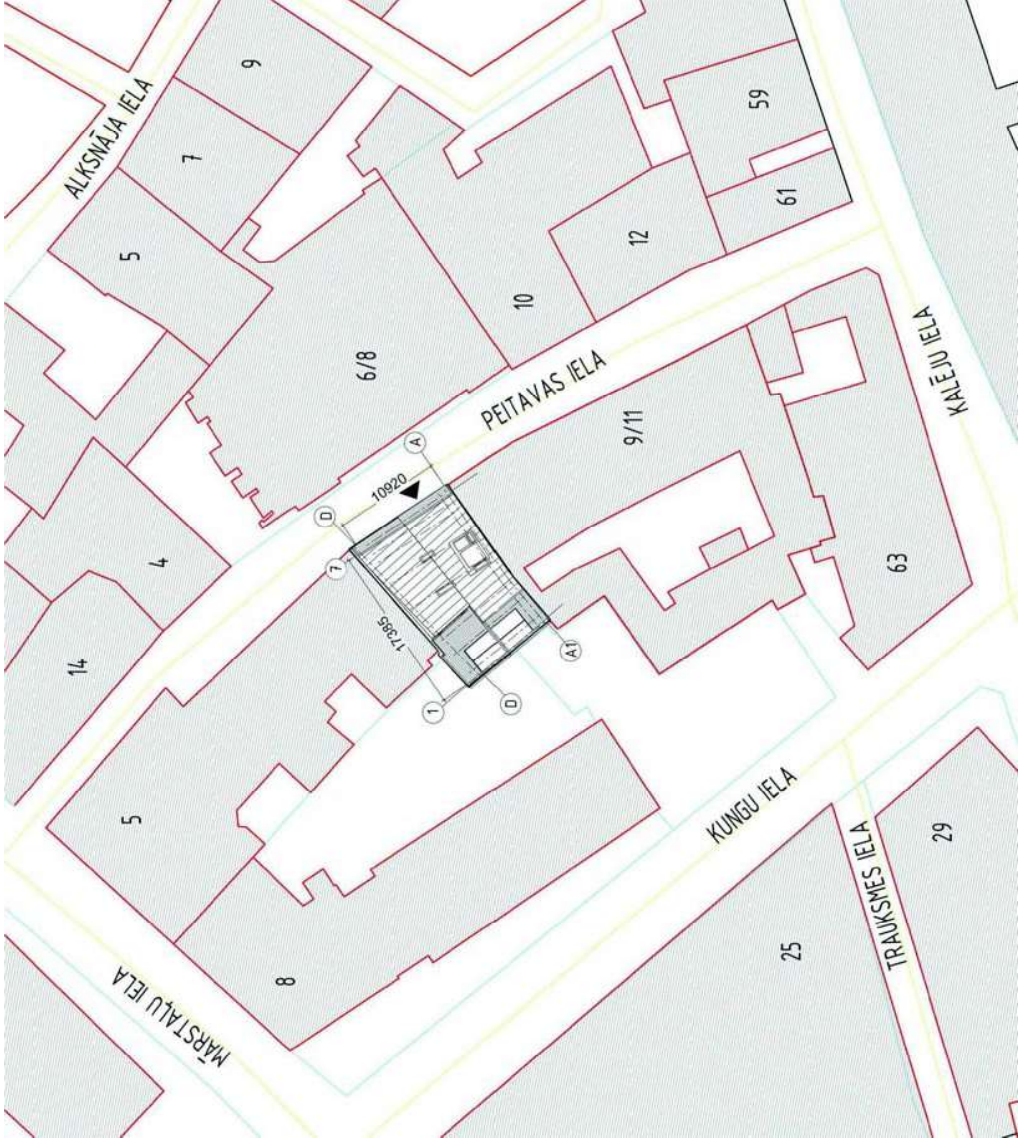 9
ALKSNĀJA IELA
7
59
5
61
12
10
6/8
PEITAVAS IELA
KALĒJU IELA
9/11
A
10920
D
4
7
63
14
17385
A1
1
D
5
KUNGU IELA
29
TRAUKSMES IELA
25
8
MĀRSTAĻU IELA